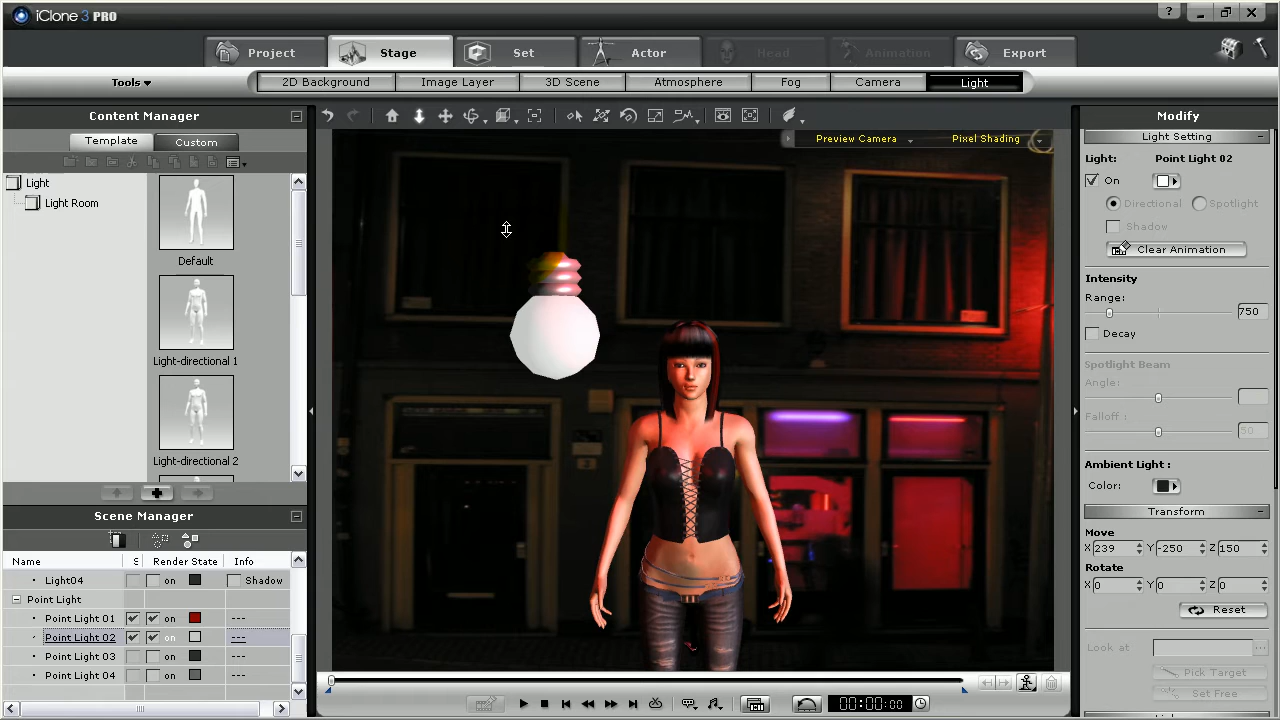 iClone 3 PRO
?
Project
Stage
Set
Actor
Head
Animation
Export
Tools
2D Background
Image Layer
3D Scene
Atmosphere
Fog
Camera
Light
Content Manager
Template
Custom
Light
Light Room
Default
Light-directional 1
Light-directional 2
Scene Manager
Name S Render State Info
Light04 on Shadow
Point Light
Point Light 01 on ---
Point Light 02 on ---
Point Light 03 on ---
Point Light 04 on ---
Preview Camera
Pixel Shading
00:00:00
Modify
Light Setting
Light: Point Light 02
On
Directional Spotlight
Shadow
Clear Animation
Intensity
Range:
750
Decay
Spotlight Beam
Angle:
Falloff :
50
Ambient Light :
Color:
Transform
Move
X 239 Y -250 Z 150
Rotate
X 0 Y 0 Z 0
Reset
Look at
Pick Target
Set Free